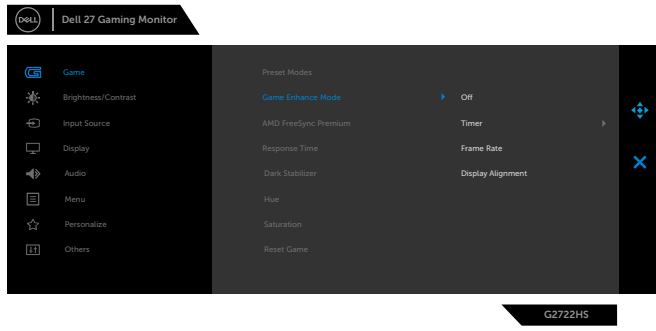 DELL
Dell 27 Gaming Monitor
Game
Preset Modes
Brightness/Contrast
Game Enhance Mode
Off
Input Source
AMD FreeSync Premium
Timer
Display
Response Time
Frame Rate
Audio
Dark Stabilizer
Display Alignment
Menu
Hue
Personalize
Saturation
Others
Reset Game
G2722HS